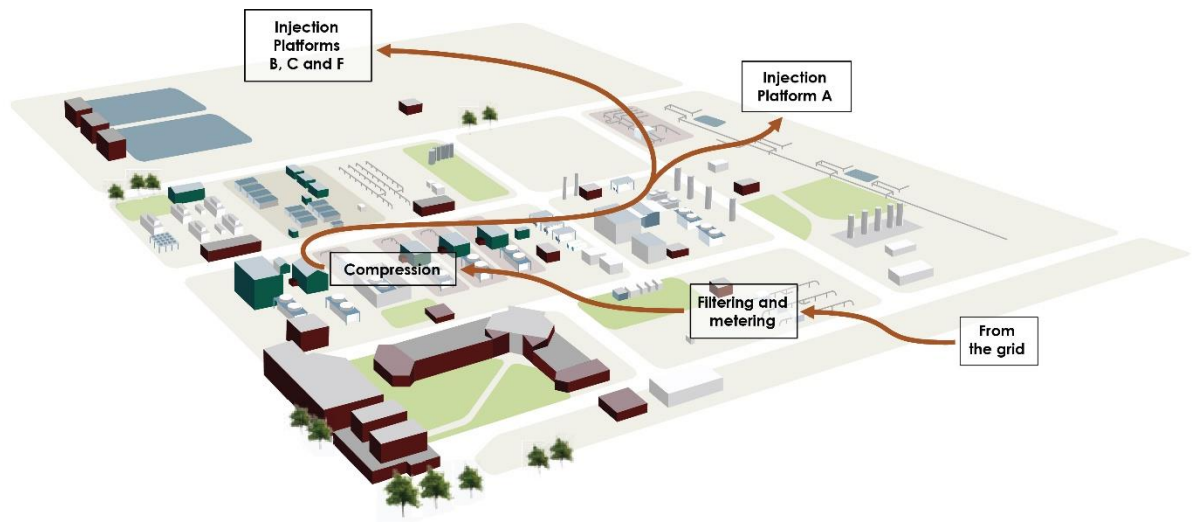 Injection
Platforms
B, C and F
Injection
Platform A
Compression
Filtering and
metering
From
the grid